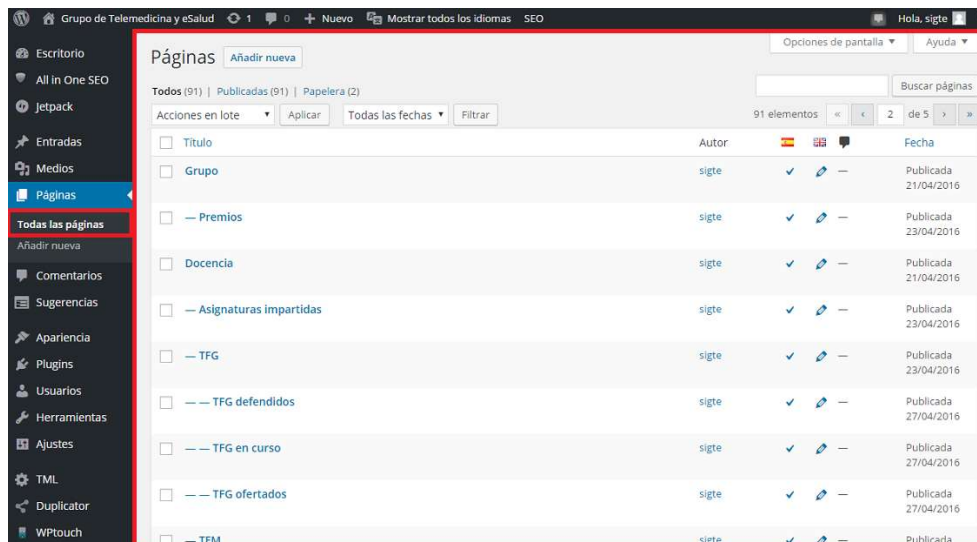 Grupo de Telemedicina y eSalud 1 0 + Nuevo Mostrar todos los idiomas SEO Hola, sigte
Escritorio
All in One SEO
Jetpack
Entradas
Medios
Páginas
Todas las páginas
Añadir nueva
Comentarios
Sugerencias
Apariencia
Plugins
Usuarios
Herramientas
Ajustes
TML
Duplicator
WPtouch
Opciones de pantalla ▼ Ayuda ▼
Páginas Añadir nueva
Todos (91) | Publicadas (91) | Papelera (2)
Buscar páginas
Acciones en lote ▼ Aplicar Todas las fechas ▼ Filtrar 91 elementos « ‹ 2 de 5 › »
Título Autor Fecha
Grupo sigte — Publicada
21/04/2016
— Premios sigte — Publicada
23/04/2016
Docencia sigte — Publicada
21/04/2016
— Asignaturas impartidas sigte — Publicada
23/04/2016
— TFG sigte — Publicada
23/04/2016
— — TFG defendidos sigte — Publicada
27/04/2016
— — TFG en curso sigte — Publicada
27/04/2016
— — TFG ofertados sigte — Publicada
27/04/2016
— TFM sigte — Publicada